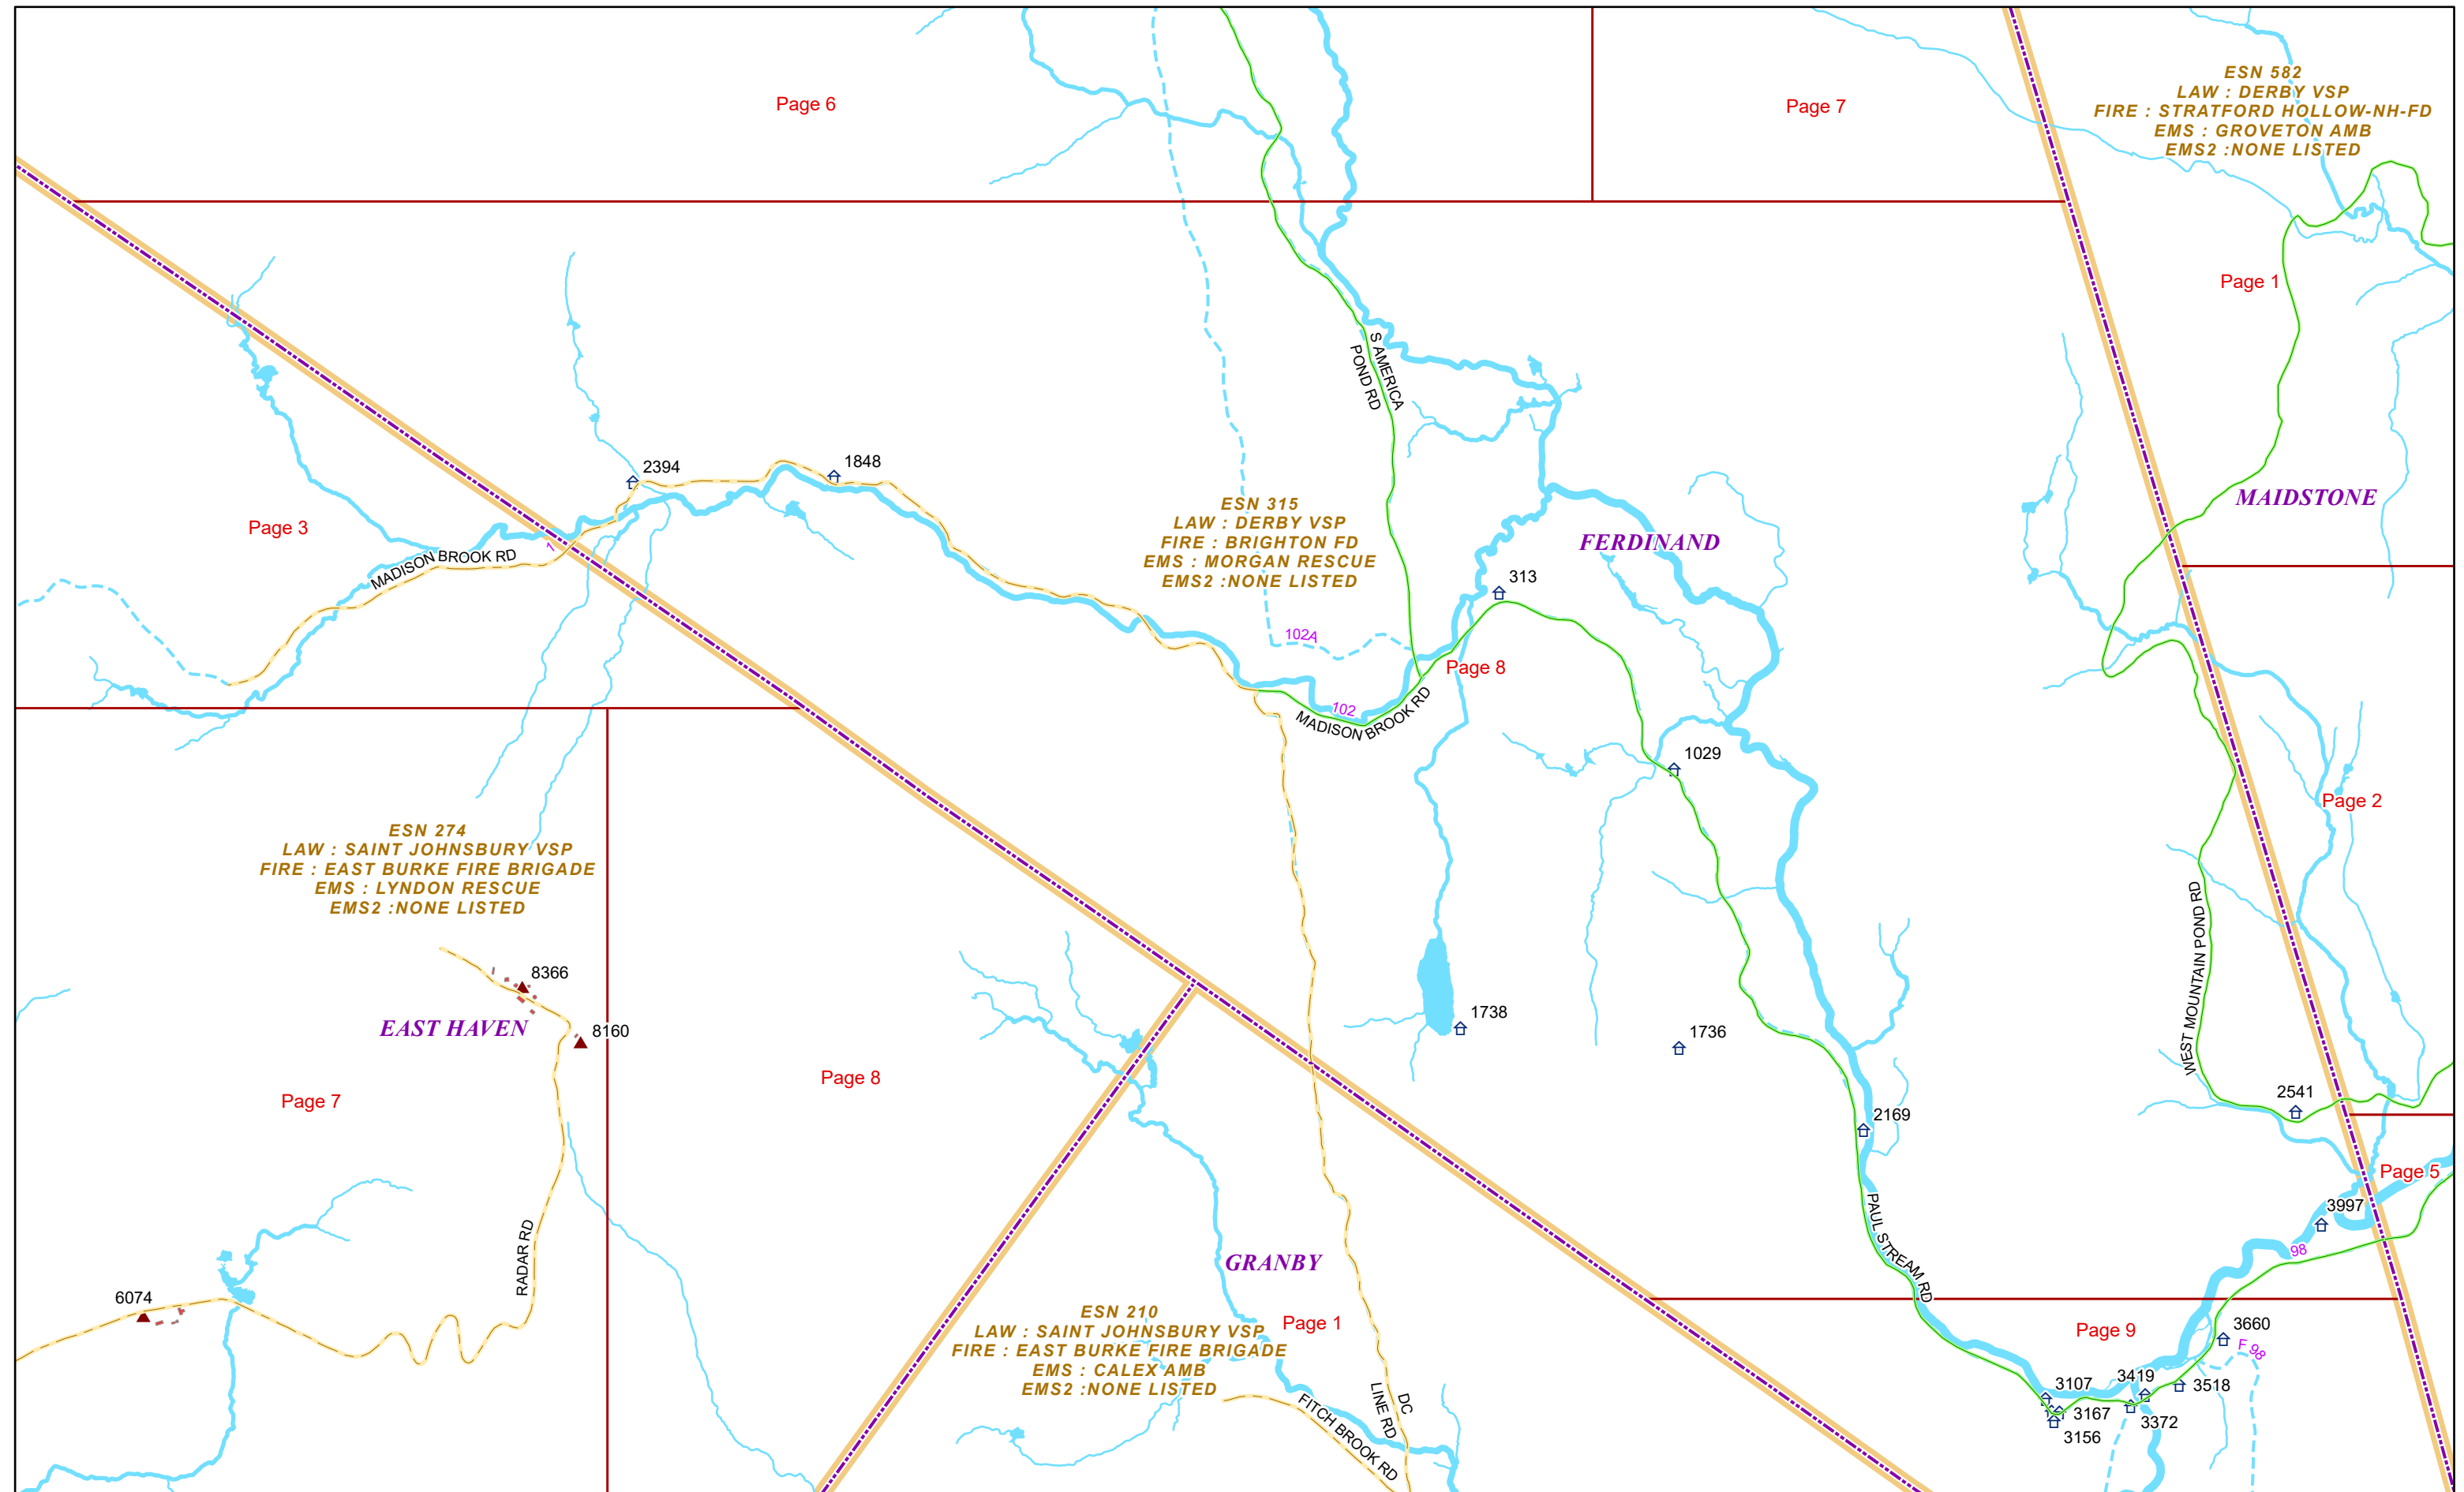 Page 6
Page 7
ESN 582
LAW : DERBY VSP
FIRE : STRATFORD HOLLOW-NH-FD
EMS : GROVETON AMB
EMS2 :NONE LISTED
Page 1
S AMERICA
POND RD
2394
1848
MAIDSTONE
ESN 315
LAW : DERBY VSP
FIRE : BRIGHTON FD
EMS : MORGAN RESCUE
EMS2 :NONE LISTED
Page 3
FERDINAND
1
MADISON BROOK RD
313
102A
Page 8
102
MADISON BROOK RD
1029
Page 2
ESN 274
LAW : SAINT JOHNSBURY VSP
FIRE : EAST BURKE FIRE BRIGADE
EMS : LYNDON RESCUE
EMS2 :NONE LISTED
WEST MOUNTAIN POND RD
8366
EAST HAVEN
8160
1738
1736
Page 8
Page 7
2541
2169
Page 5
3997
PAUL STREAM RD
RADAR RD
98
GRANBY
6074
ESN 210
LAW : SAINT JOHNSBURY VSP
FIRE : EAST BURKE FIRE BRIGADE
EMS : CALEX AMB
EMS2 :NONE LISTED
Page 1
Page 9
3660
F 98
3107
3419
3518
3167
3372
3156
DC
LINE RD
FITCH BROOK RD